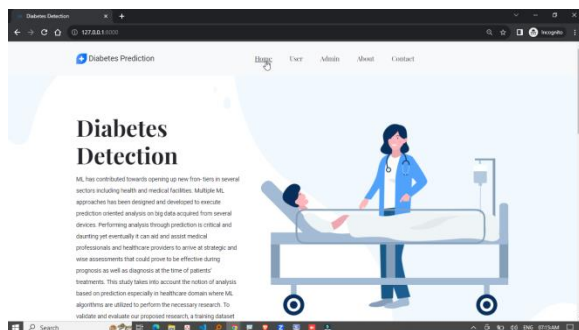 Diabetes Detection
127.0.0.1:8000
Incognito
Diabetes Prediction
Home User Admin About Contact
Diabetes
Detection
ML has contributed towards opening up new fron- tiers in several
sectors including health and medical facilities. Multiple ML
approaches has been designed and developed to execute
prediction oriented analysis on big data acquired from several
devices. Performing analysis through prediction is critical and
daunting yet eventually it can aid and assist medical
professionals and healthcare providers to arrive at strategic and
wise assessments that could prove to be effective during
prognosis as well as diagnosis at the time of patients'
treatments. This study takes into account the notion of analysis
based on prediction especially in healthcare domain where ML
algorithms are utilized to perform the necessary research. To
validate and evaluate our proposed research, a training dataset
Search
ENG 07:15 AM